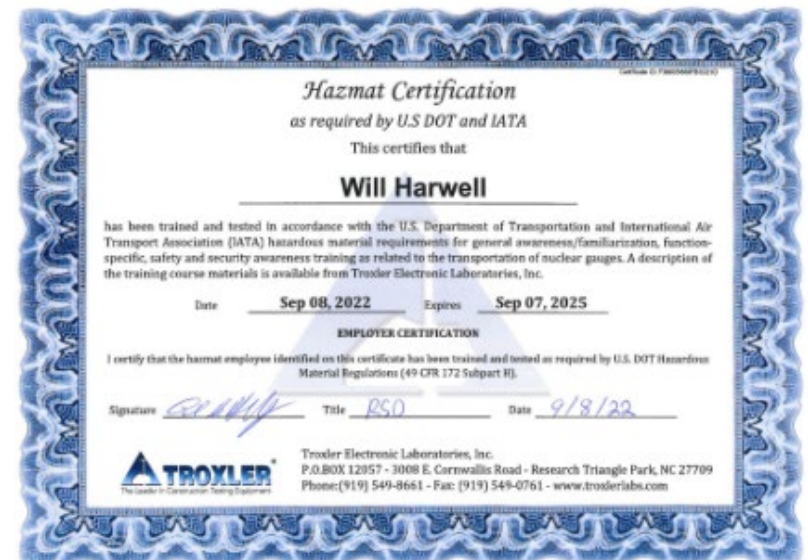 Hazmat Certification
as required by U.S DOT and IATA
This certifies that
Will Harwell
has been trained and tested in accordance with the U.S. Department of Transportation and International Air
Transport Association (IATA) hazardous material requirements for general awareness/familiarization, function-
specific, safety and security awareness training as related to the transportation of nuclear gauges. A description of
the training course materials is available from Troxler Electronic Laboratories, Inc.
Date Sep 08, 2022 Expires Sep 07, 2025
EMPLOYER CERTIFICATION
I certify that the hazmat employee identified on this certificate has been trained and tested as required by U.S. DOT Hazardous
Material Regulations (49 CFR 172 Subpart H).
Signature Title RSO Date 9/8/22
TROXLER
The Leader in Construction Testing Equipment
Troxler Electronic Laboratories, Inc.
P.O.BOX 12057 - 3008 E. Cornwallis Road - Research Triangle Park, NC 27709
Phone:(919) 549-8661 - Fax: (919) 549-0761 - www.troxlerlabs.com